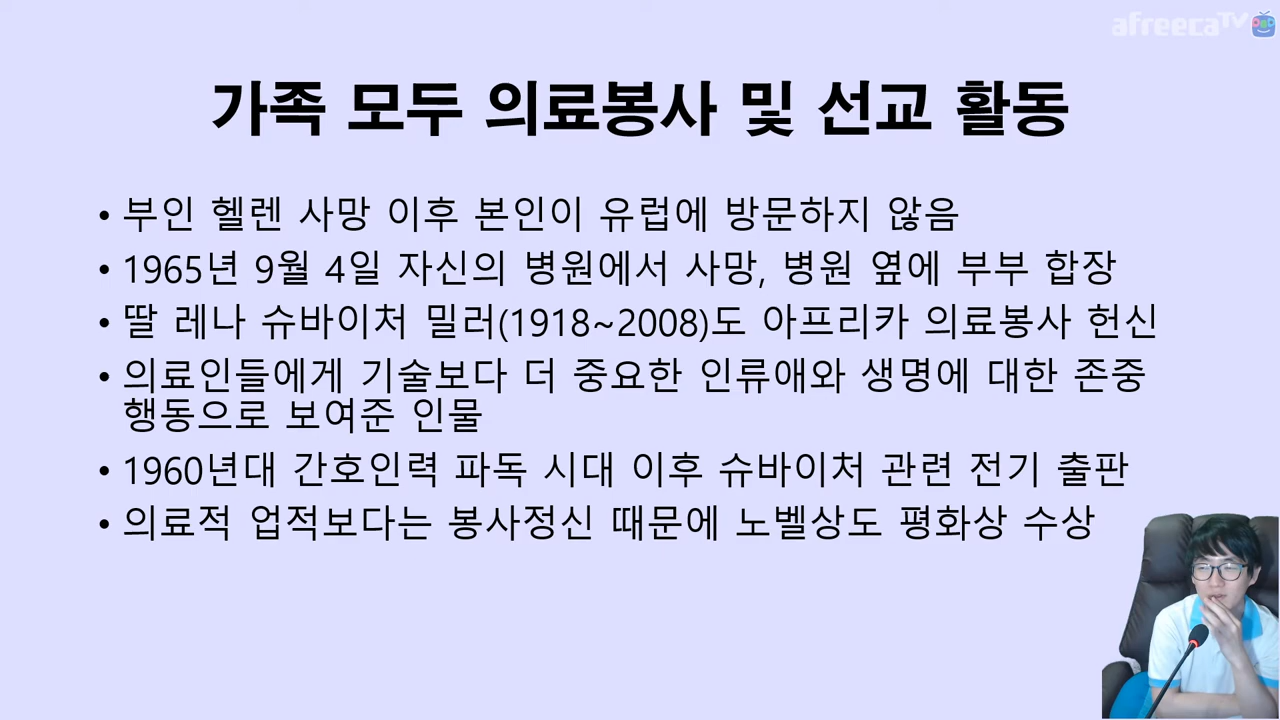 afreecaTV
가족 모두 의료봉사 및 선교 활동
• 부인 헬렌 사망 이후 본인이 유럽에 방문하지 않음
• 1965년 9월 4일 자신의 병원에서 사망, 병원 옆에 부부 합장
• 딸 레나 슈바이처 밀러(1918~2008)도 아프리카 의료봉사 헌신
• 의료인들에게 기술보다 더 중요한 인류애와 생명에 대한 존중
행동으로 보여준 인물
• 1960년대 간호인력 파독 시대 이후 슈바이처 관련 전기 출판
• 의료적 업적보다는 봉사정신 때문에 노벨상도 평화상 수상